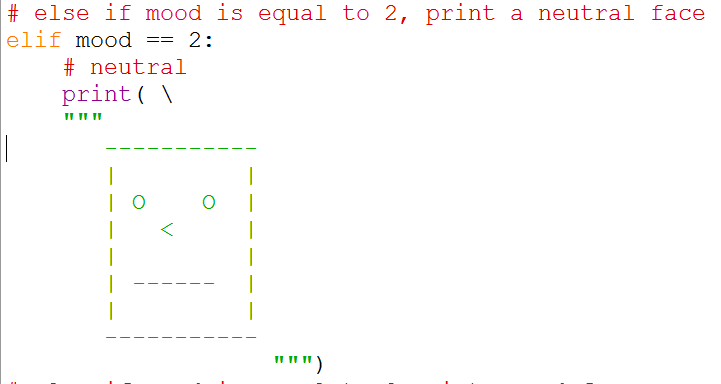 # else if mood is equal to 2, print a neutral face
elif mood == 2:
    # neutral
    print( \
    """
       -----------
       |         |
       | O    O  |
       |   <     |
       |         |
       | ------  |
       |         |
       -----------
                   """)